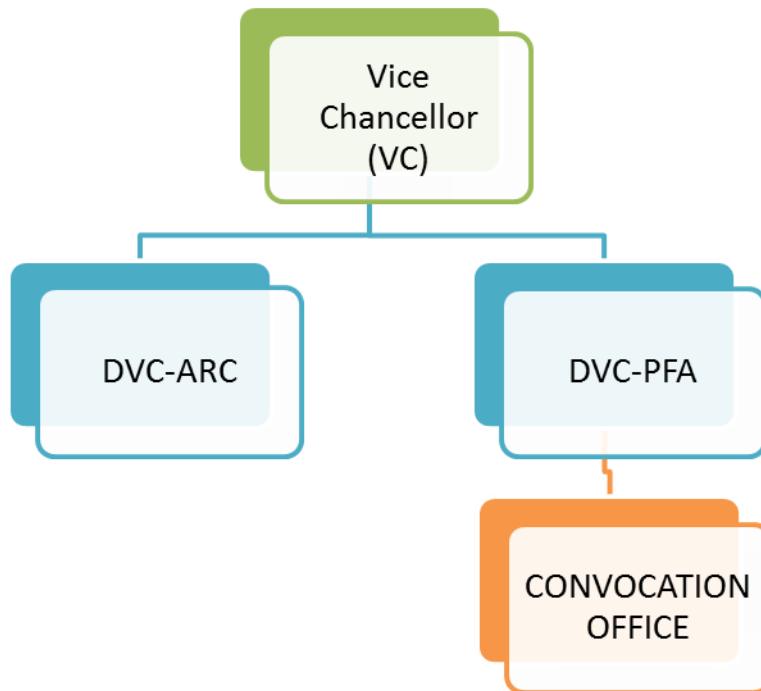 Vice
Chancellor
(VC)
DVC-ARC
DVC-PFA
CONVOCATION
OFFICE